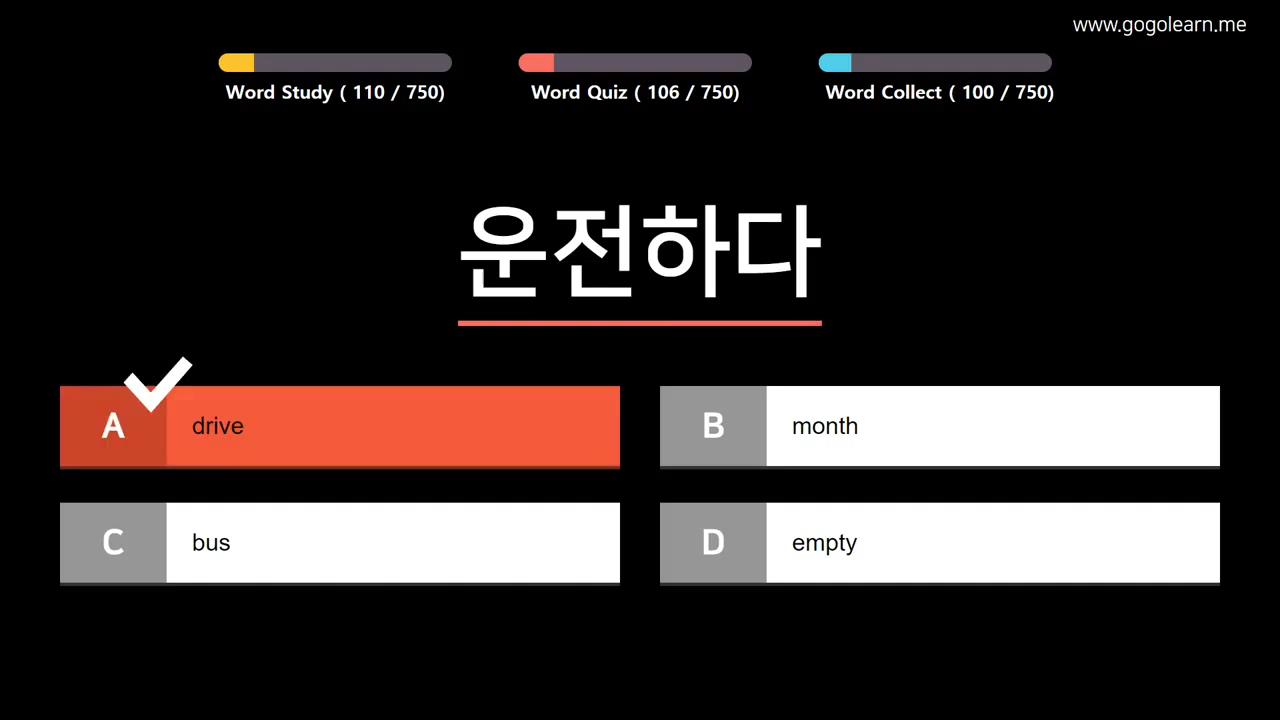 www.gogolearn.me
Word Study ( 110 / 750)
Word Quiz ( 106 / 750)
Word Collect ( 100 / 750)
운전하다
A drive
B month
C bus
D empty